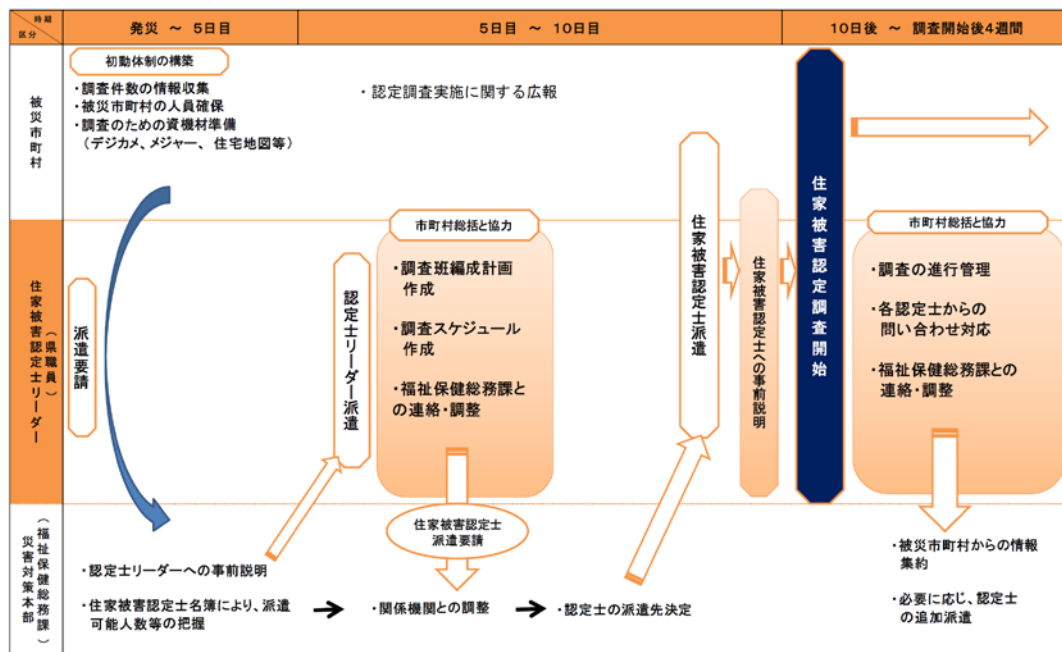 時期
区分
発災 ～ 5日目
5日目 ～ 10日目
10日後 ～ 調査開始後4週間
被災市町村
初動体制の構築
・調査件数の情報収集
・被災市町村の人員確保
・調査のための資機材準備
（デジカメ、メジャー、 住宅地図等）
・認定調査実施に関する広報
住家被害認定士リーダー
（県職員）
派遣要請
認定士リーダー派遣
市町村総括と協力
・調査班編成計画
作成
・調査スケジュール
作成
・福祉保健総務課と
の連絡・調整
住家被害認定士派遣
住家被害認定士への事前説明
住家被害認定調査開始
市町村総括と協力
・調査の進行管理
・各認定士からの
問い合わせ対応
・福祉保健総務課との
連絡・調整
災害対策本部
（福祉保健総務課）
・認定士リーダーへの事前説明
・住家被害認定士名簿により、派遣
可能人数等の把握
住家被害認定士
派遣要請
・関係機関との調整
・認定士の派遣先決定
・被災市町村からの情報
集約
・必要に応じ、認定士
の追加派遣